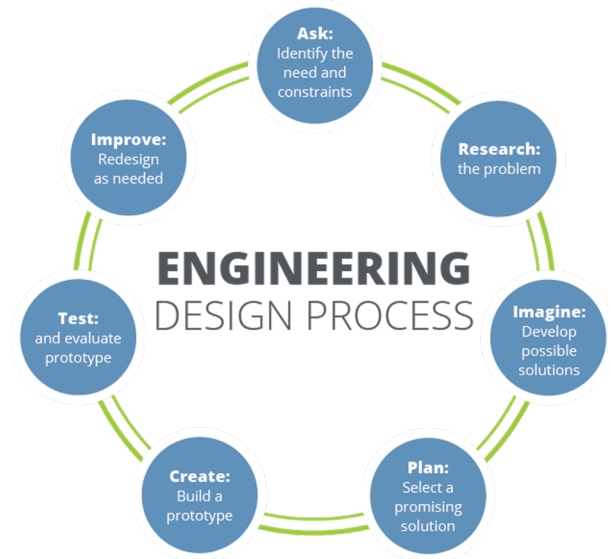 Ask:
Identify the
need and
constraints
Research:
the problem
Imagine:
Develop
possible
solutions
Plan:
Select a
promising
solution
Create:
Build a
prototype
Test:
and evaluate
prototype
Improve:
Redesign
as needed
ENGINEERING
DESIGN PROCESS